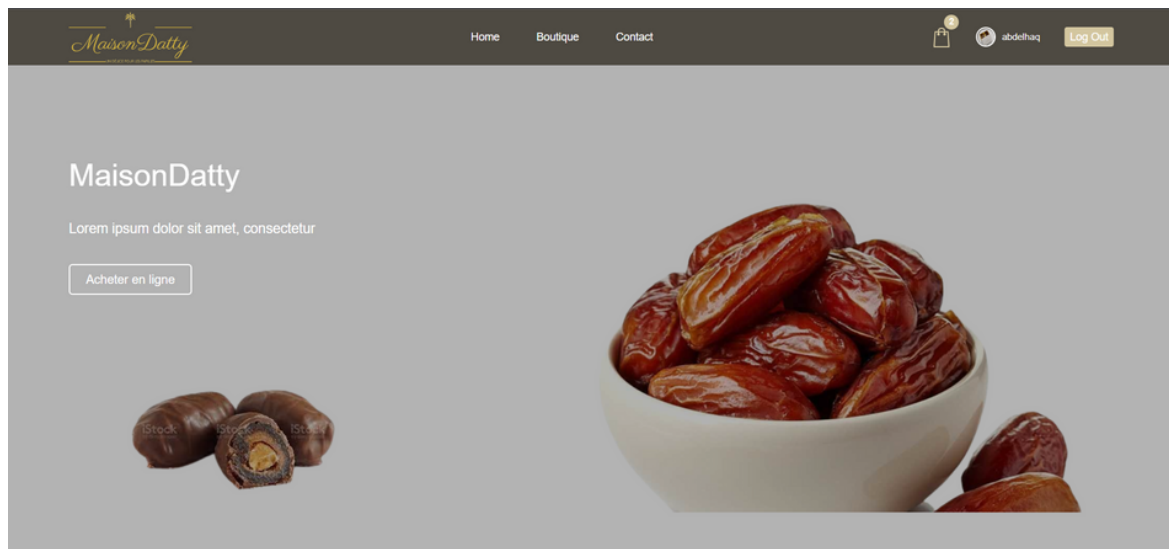 MaisonDatty
Home
Boutique
Contact
2
abdelhaq
Log Out
MaisonDatty
Lorem ipsum dolor sit amet, consectetur
Acheter en ligne
iStock
iStock
iStock